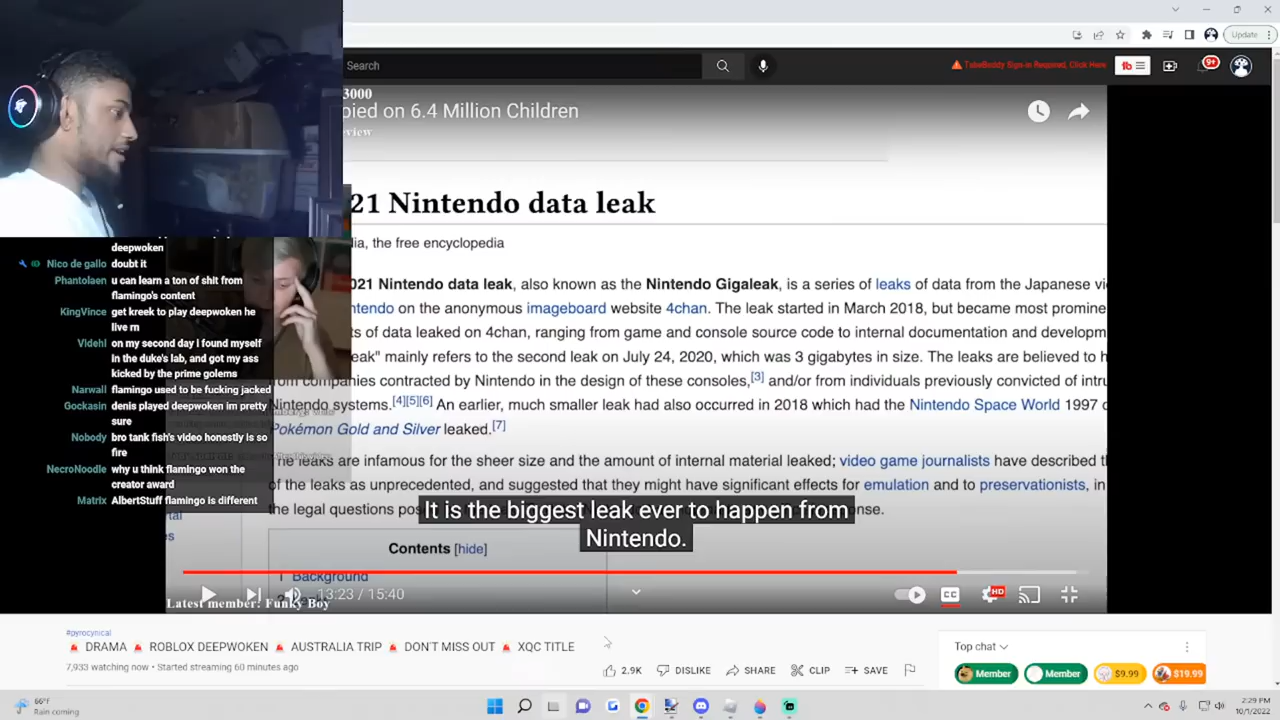 Update
Search
TubeBuddy Sign-in Required, Click Here
9+
3000
pied on 6.4 Million Children
view
21 Nintendo data leak
ia, the free encyclopedia
021 Nintendo data leak, also known as the Nintendo Gigaleak, is a series of leaks of data from the Japanese vi
ntendo on the anonymous imageboard website 4chan. The leak started in March 2018, but became most promine
ts of data leaked on 4chan, ranging from game and console source code to internal documentation and developm
eak" mainly refers to the second leak on July 24, 2020, which was 3 gigabytes in size. The leaks are believed to h
rom companies contracted by Nintendo in the design of these consoles,[3] and/or from individuals previously convicted of intru
Nintendo systems.[4][5][6] An earlier, much smaller leak had also occurred in 2018 which had the Nintendo Space World 1997
Pokémon Gold and Silver leaked.[7]
The leaks are infamous for the sheer size and the amount of internal material leaked; video game journalists have described th
of the leaks as unprecedented, and suggested that they might have significant effects for emulation and to preservationists, in
the legal questions
It is the biggest leak ever to happen from
Nintendo.
Contents [hide]
1 Background
13:23 / 15:40
CC
HD
deepwoken
Nico de gallo doubt it
Phantolaen u can learn a ton of shit from
flamingo's content
KingVince get kreek to play deepwoken he
live rn
Videhl on my second day i found myself
in the duke's lab, and got my ass
kicked by the prime golems
Narwall flamingo used to be fucking jacked
Gockasin denis played deepwoken im pretty
sure
Nobody bro tank fish's video honestly is so
fire
NecroNoodle why u think flamingo won the
creator award
Matrix AlbertStuff flamingo is different
Latest member: Funky Boy
#pyrocynical
DRAMA ROBLOX DEEPWOKEN AUSTRALIA TRIP DON'T MISS OUT XQC TITLE
7,933 watching now • Started streaming 60 minutes ago
2.9K DISLIKE SHARE CLIP SAVE
Top chat
Member Member $9.99 $19.99
66°F
Rain coming
2:29 PM
10/1/2022